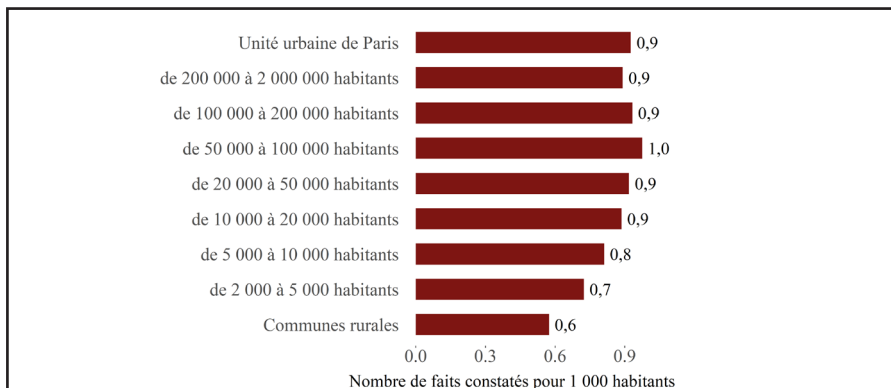 Unité urbaine de Paris 0,9
de 200 000 à 2 000 000 habitants 0,9
de 100 000 à 200 000 habitants 0,9
de 50 000 à 100 000 habitants 1,0
de 20 000 à 50 000 habitants 0,9
de 10 000 à 20 000 habitants 0,9
de 5 000 à 10 000 habitants 0,8
de 2 000 à 5 000 habitants 0,7
Communes rurales 0,6
0.0 0.3 0.6 0.9
Nombre de faits constatés pour 1 000 habitants